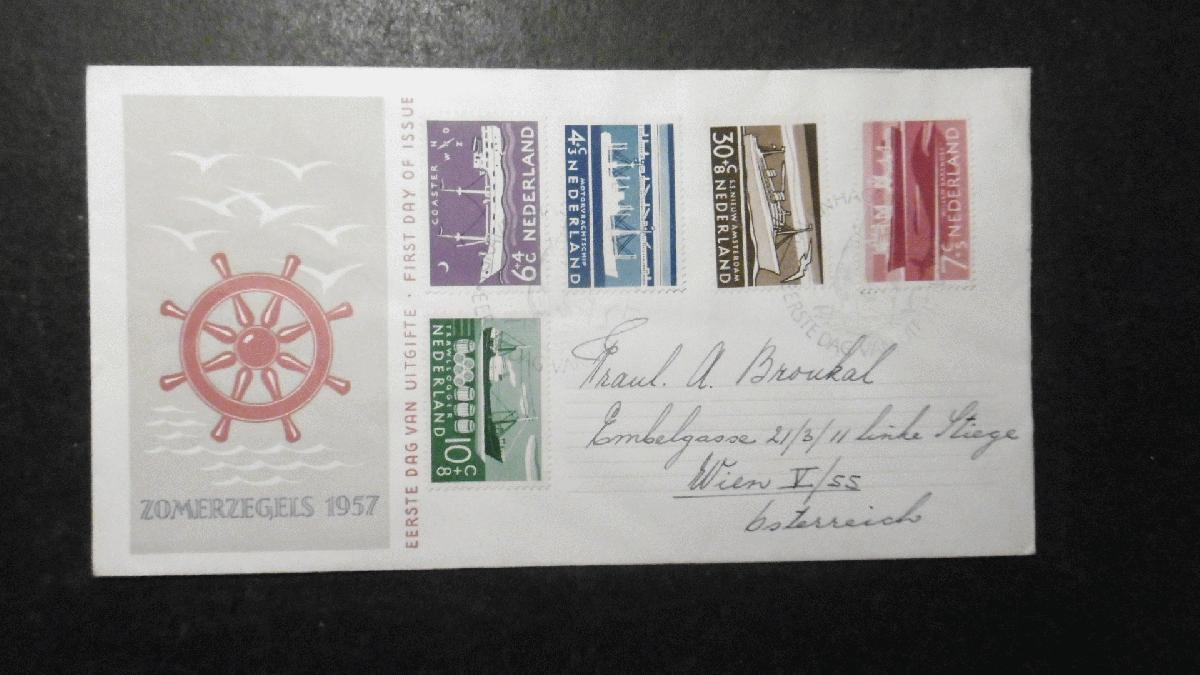 ZOMERZEGELS 1957
EERSTE DAG VAN UITGIFTE · FIRST DAY OF ISSUE
COASTER
6+4 C NEDERLAND
4+3 C NEDERLAND
MOTORVRACHTSCHIP
30+8 C NEDERLAND
S.S. NIEUW AMSTERDAM
7+5 C NEDERLAND
TRAWLLOGGER
NEDERLAND
10+8 C
EERSTE DAG
Fraul. A. Broukal
Embelgasse 21/3/11 linke Stiege
Wien V/55
Österreich